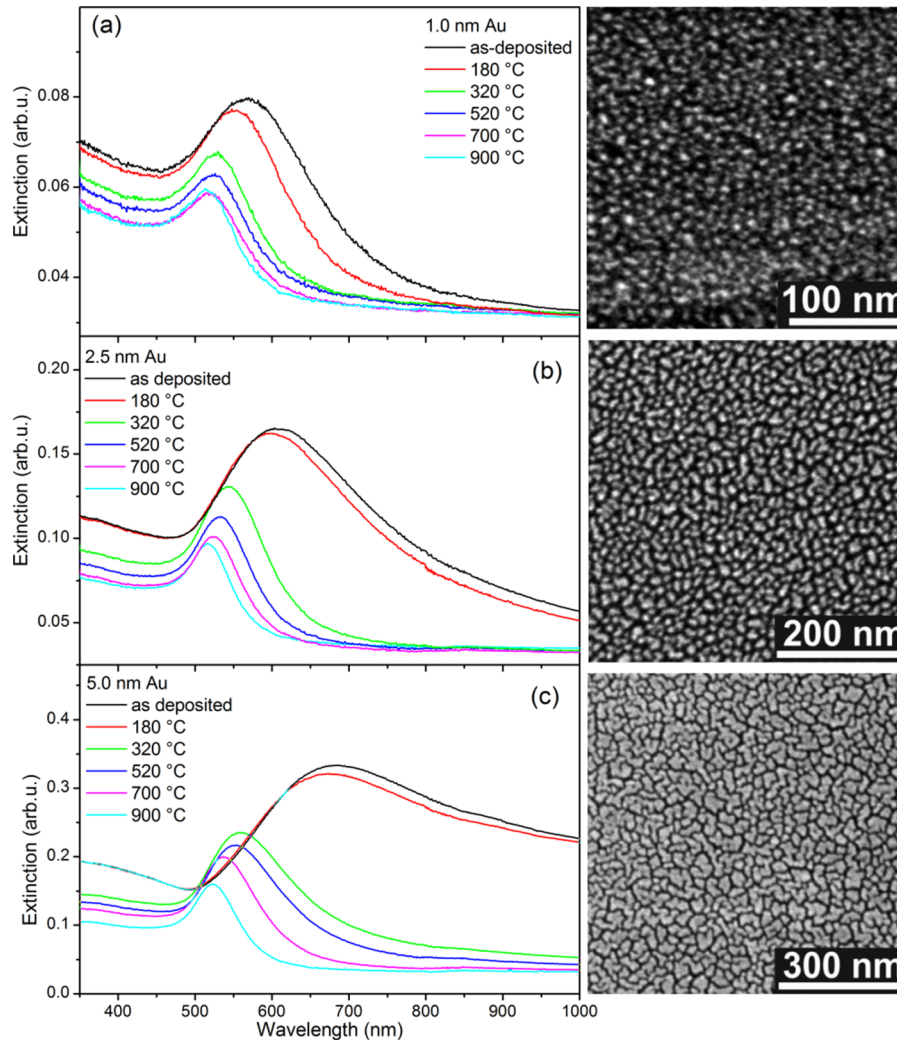 (a)
1.0 nm Au
as-deposited
180 °C
320 °C
520 °C
700 °C
900 °C
0.08
0.06
0.04
Extinction (arb.u.)
100 nm
2.5 nm Au
as deposited
180 °C
320 °C
520 °C
700 °C
900 °C
(b)
0.20
0.15
0.10
0.05
Extinction (arb.u.)
200 nm
5.0 nm Au
as deposited
180 °C
320 °C
520 °C
700 °C
900 °C
(c)
0.4
0.3
0.2
0.1
0.0
Extinction (arb.u.)
300 nm
400 500 600 700 800 900 1000
Wavelength (nm)